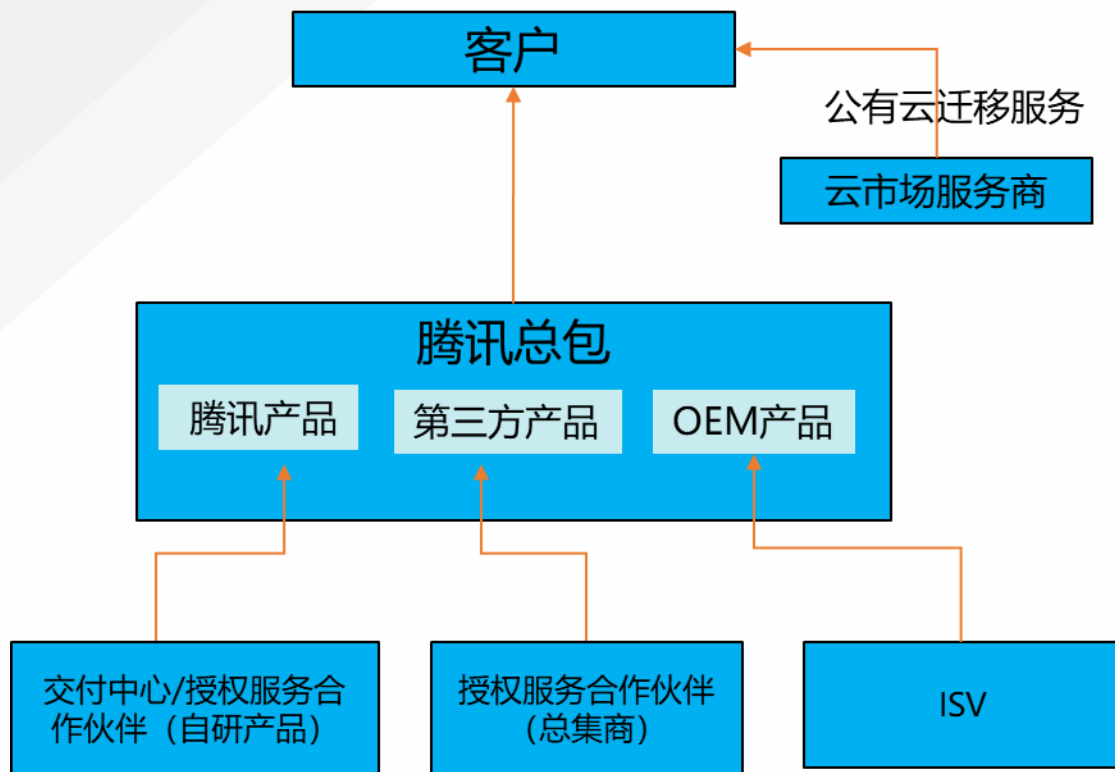 客户
公有云迁移服务
云市场服务商
腾讯总包
腾讯产品
第三方产品
OEM产品
交付中心/授权服务合
作伙伴（自研产品）
授权服务合作伙伴
（总集商）
ISV